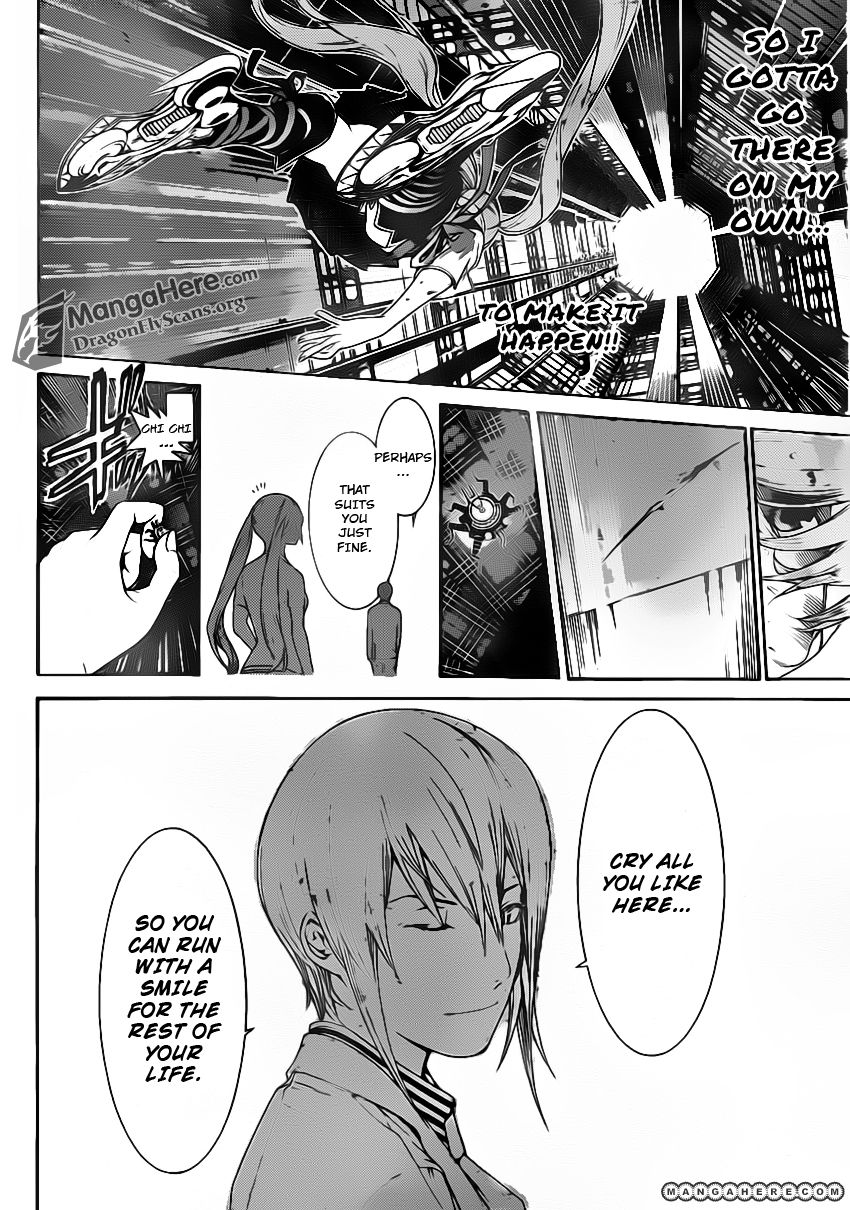 SO I
GOTTA
GO
THERE
ON MY
OWN...
TO MAKE IT
HAPPEN!!
MangaHere.com
DragonFlyScans.org
PERHAPS
...
THAT
SUITS
YOU
JUST
FINE.
CHI CHI
...
CRY ALL
YOU LIKE
HERE...
SO YOU
CAN RUN
WITH A
SMILE
FOR THE
REST OF
YOUR
LIFE.
MANGAHERE.COM